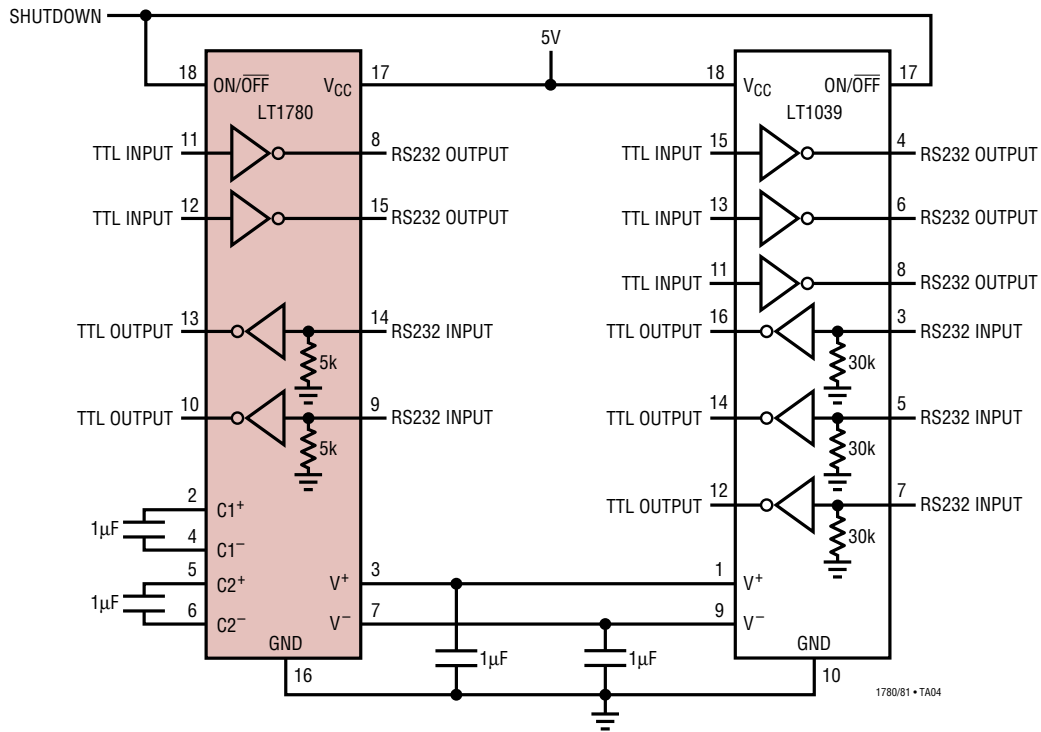 SHUTDOWN
5V
18 ON/OFF VCC 17
LT1780
TTL INPUT 11 8 RS232 OUTPUT
TTL INPUT 12 15 RS232 OUTPUT
TTL OUTPUT 13 14 RS232 INPUT
5k
TTL OUTPUT 10 9 RS232 INPUT
5k
2 C1+
1µF
4 C1−
5 C2+ V+ 3
1µF
6 C2− V− 7
GND
16
1µF
1µF
18 VCC ON/OFF 17
LT1039
TTL INPUT 15 4 RS232 OUTPUT
TTL INPUT 13 6 RS232 OUTPUT
TTL INPUT 11 8 RS232 OUTPUT
TTL OUTPUT 16 3 RS232 INPUT
30k
TTL OUTPUT 14 5 RS232 INPUT
30k
TTL OUTPUT 12 7 RS232 INPUT
30k
1 V+
9 V−
GND
10
1780/81 • TA04